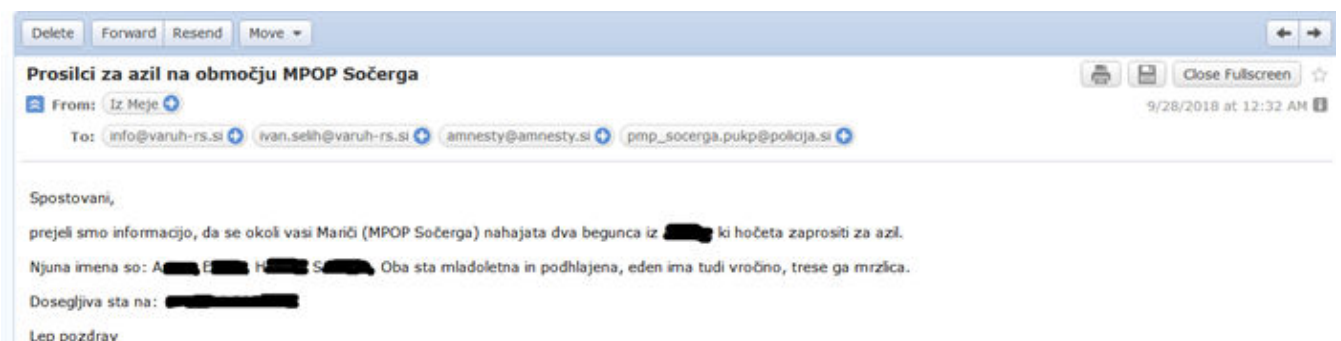 Delete Forward Resend Move
Prosilci za azil na območju MPOP Sočerga
Close Fullscreen
From: Iz Meje
9/28/2018 at 12:32 AM
To: info@varuh-rs.si ivan.selih@varuh-rs.si amnesty@amnesty.si pmp_socerga.pukp@policija.si
Spostovani,
prejeli smo informacijo, da se okoli vasi Mariči (MPOP Sočerga) nahajata dva begunca iz ki hočeta zaprositi za azil.
Njuna imena so: A E H S Oba sta mladoletna in podhlajena, eden ima tudi vročino, trese ga mrzlica.
Dosegljiva sta na:
Lep pozdrav